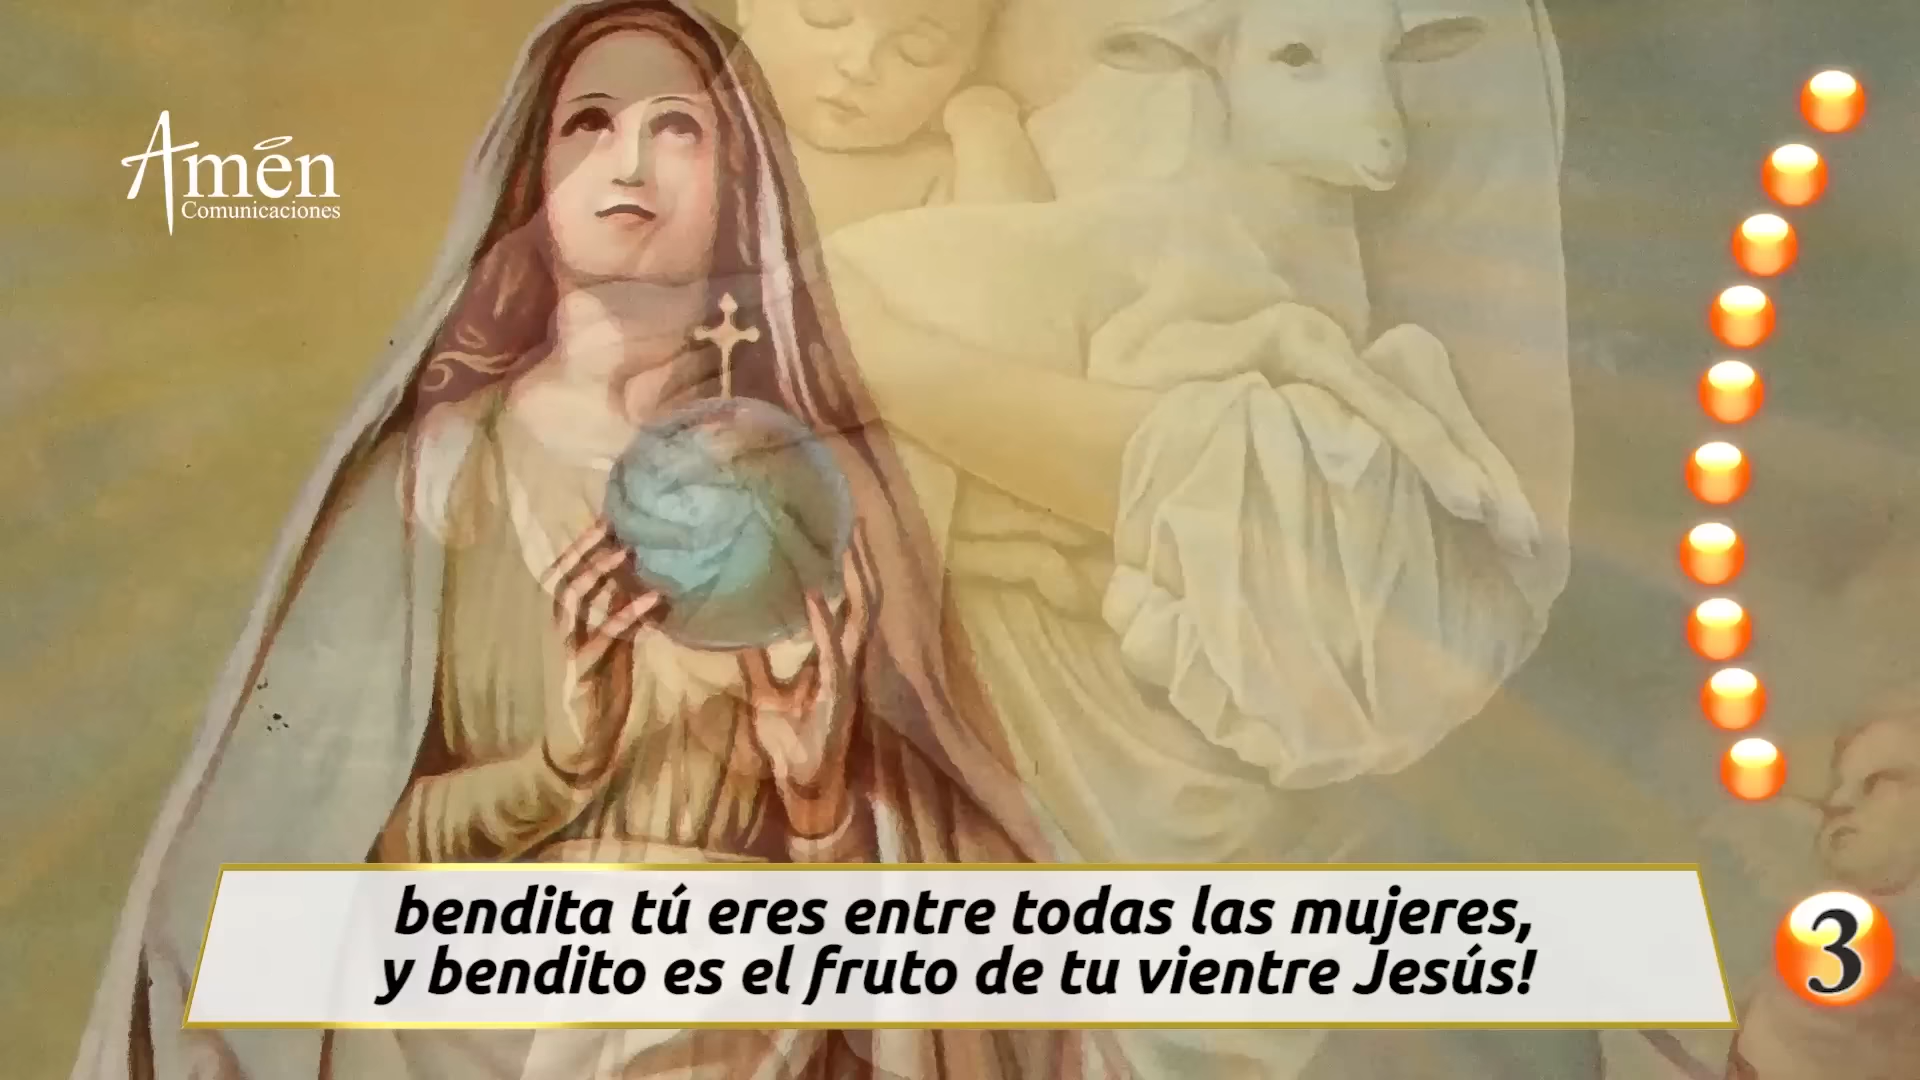 Amén
Comunicaciones
bendita tú eres entre todas las mujeres,
y bendito es el fruto de tu vientre Jesús!
3